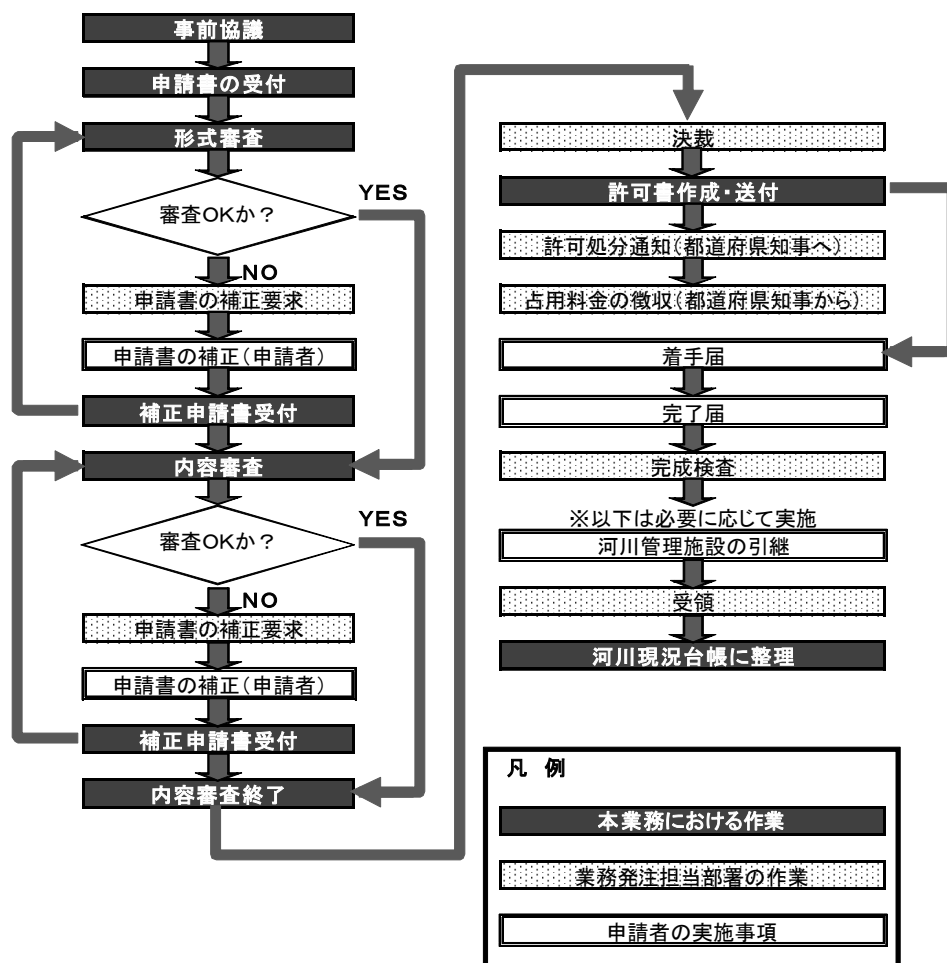 事前協議
申請書の受付
形式審査
審査OKか？
YES
NO
申請書の補正要求
申請書の補正（申請者）
補正申請書受付
内容審査
審査OKか？
YES
NO
申請書の補正要求
申請書の補正（申請者）
補正申請書受付
内容審査終了
決裁
許可書作成・送付
許可処分通知（都道府県知事へ）
占用料金の徴収（都道府県知事から）
着手届
完了届
完成検査
※以下は必要に応じて実施
河川管理施設の引継
受領
河川現況台帳に整理
凡 例
本業務における作業
業務発注担当部署の作業
申請者の実施事項